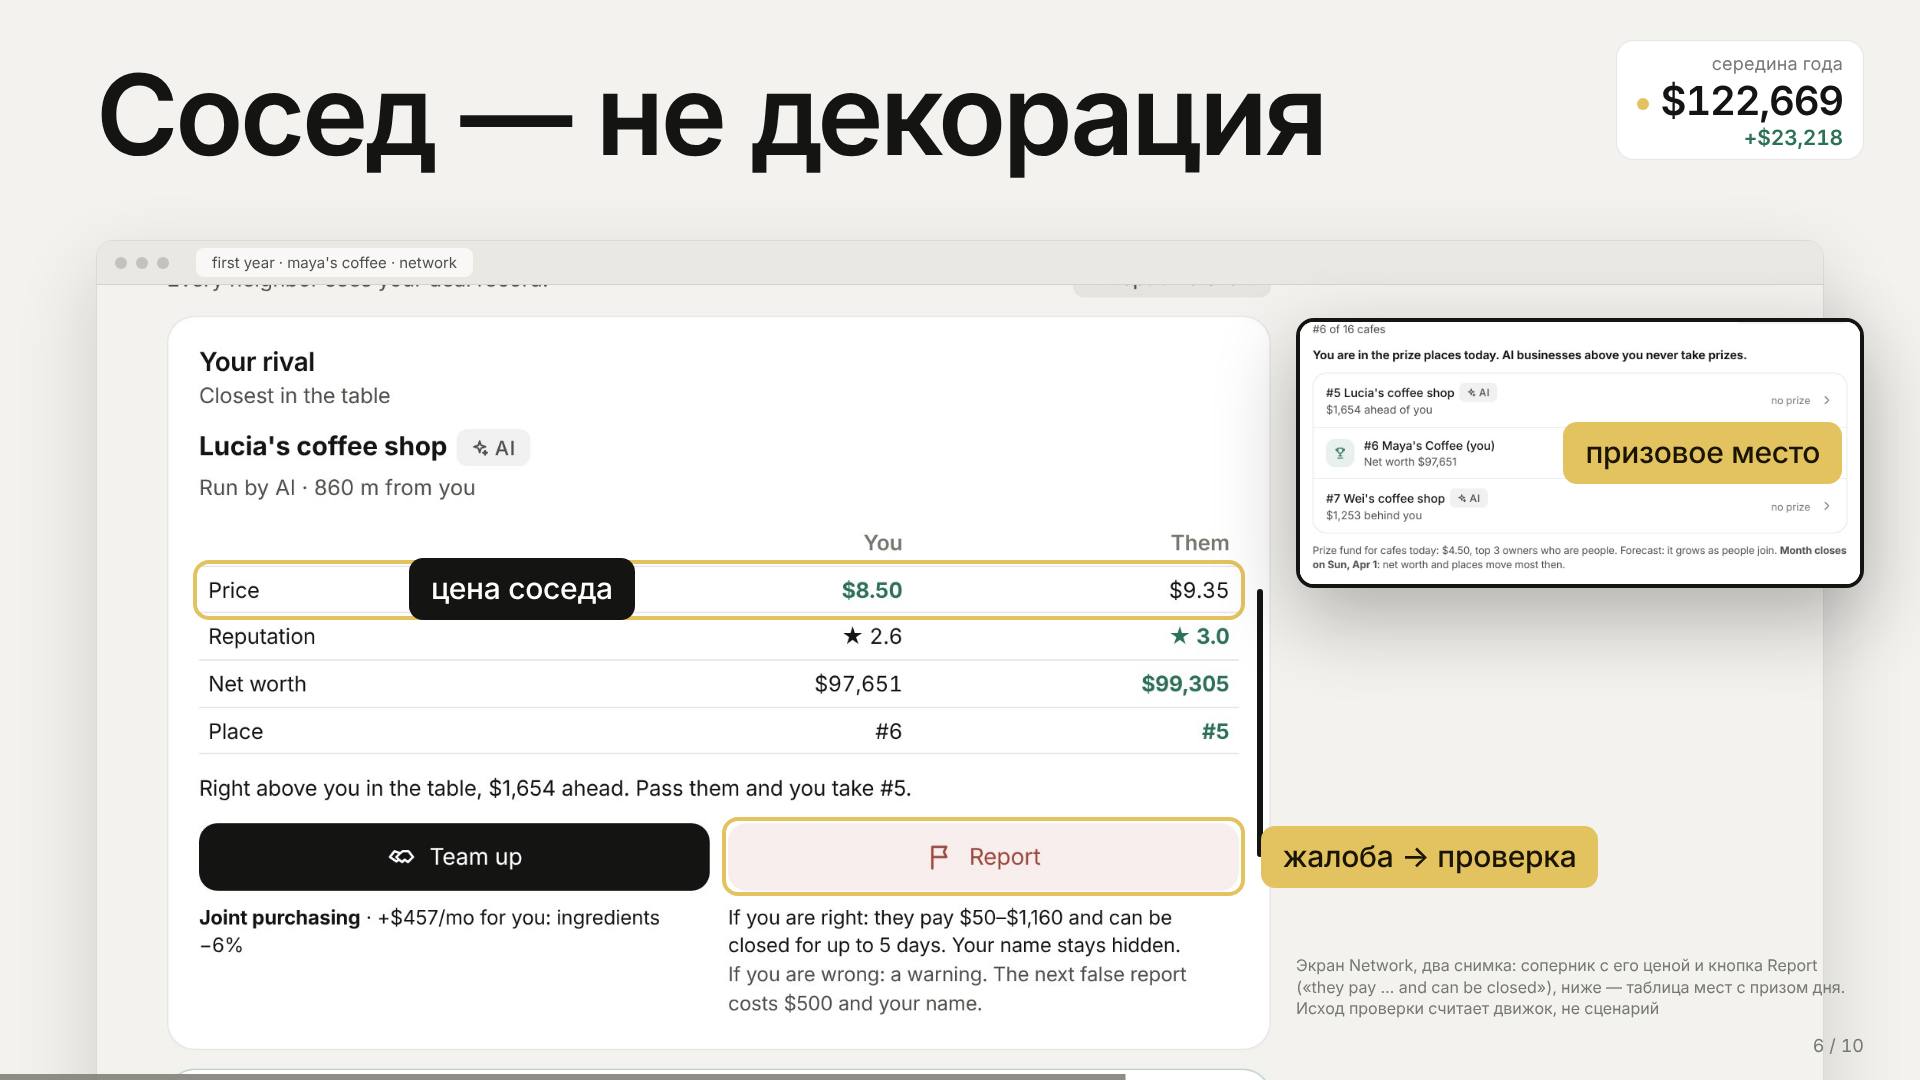 Сосед — не декорация
середина года
$122,669
+$23,218
first year · maya's coffee · network
Every neighbor sees your deal record.
Your rival
Closest in the table
Lucia's coffee shop AI
Run by AI · 860 m from you
You Them
Price цена соседа $8.50 $9.35
Reputation ★ 2.6 ★ 3.0
Net worth $97,651 $99,305
Place #6 #5
Right above you in the table, $1,654 ahead. Pass them and you take #5.
Team up
Report
жалоба → проверка
Joint purchasing · +$457/mo for you: ingredients
−6%
If you are right: they pay $50–$1,160 and can be
closed for up to 5 days. Your name stays hidden.
If you are wrong: a warning. The next false report
costs $500 and your name.
#6 of 16 cafes
You are in the prize places today. AI businesses above you never take prizes.
#5 Lucia's coffee shop AI
$1,654 ahead of you
no prize
#6 Maya's Coffee (you)
Net worth $97,651
призовое место
#7 Wei's coffee shop AI
$1,253 behind you
no prize
Prize fund for cafes today: $4.50, top 3 owners who are people. Forecast: it grows as people join. Month closes
on Sun, Apr 1: net worth and places move most then.
Экран Network, два снимка: соперник с его ценой и кнопка Report
(«they pay … and can be closed»), ниже — таблица мест с призом дня.
Исход проверки считает движок, не сценарий
6 / 10